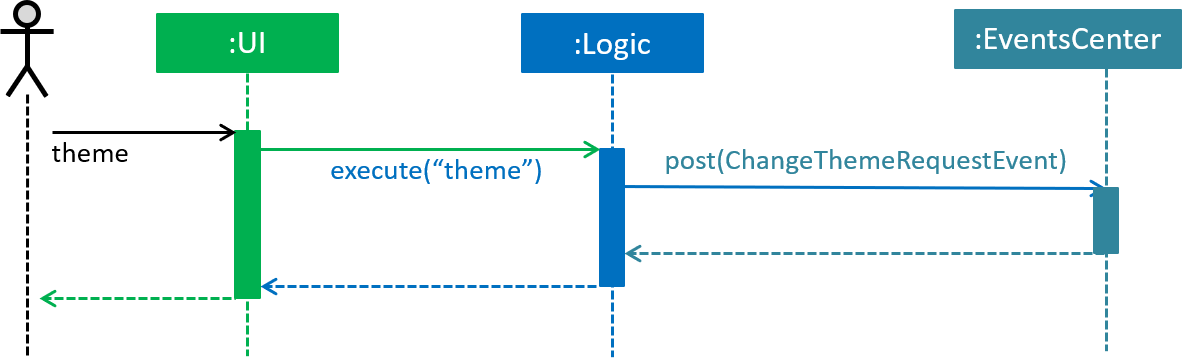 :UI
:Logic
:EventsCenter
theme
execute(“theme”)
post(ChangeThemeRequestEvent)